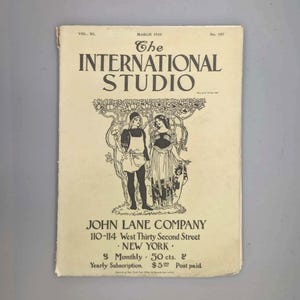 VOL. XL MARCH 1910 No. 157
The
INTERNATIONAL
STUDIO
JOHN LANE COMPANY
110-114 West Thirty Second Street
· NEW YORK ·
Monthly · 50 cts.
Yearly Subscription $5.00 Post paid